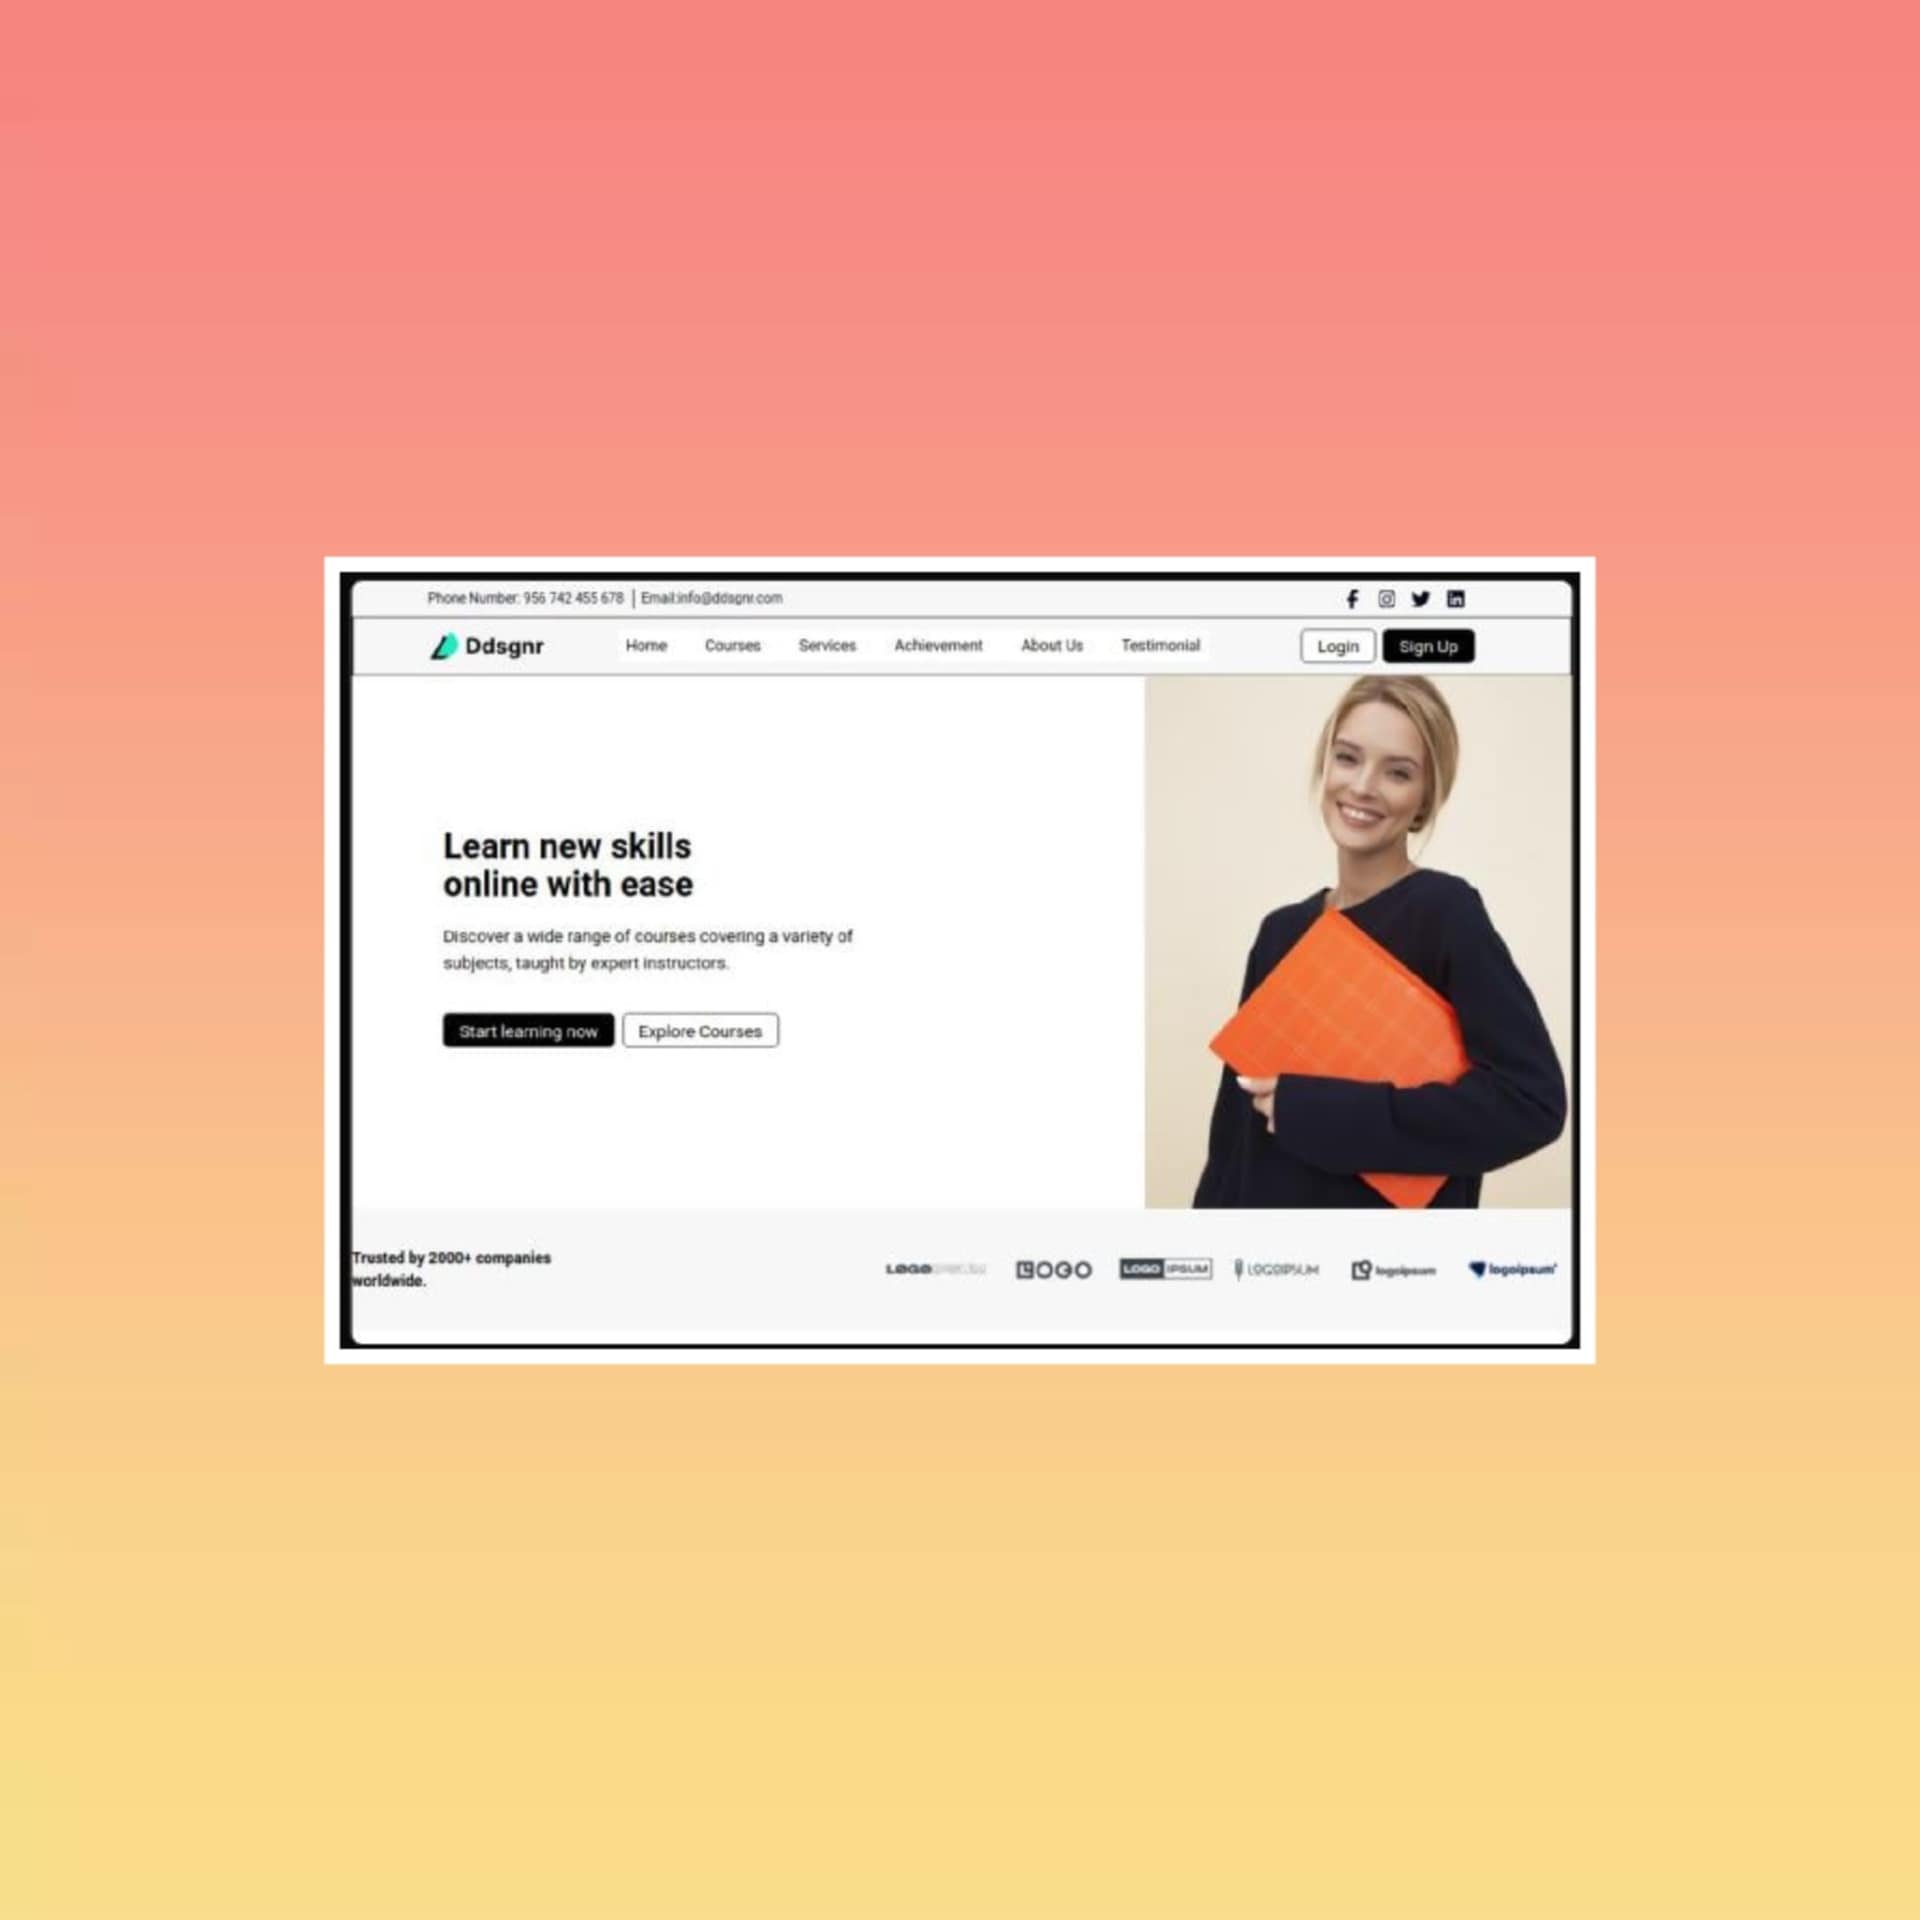 Phone Number: 956 742 455 678 | Email:info@ddsgnr.com
Ddsgnr Home Courses Services Achievement About Us Testimonial Login Sign Up
Learn new skills
online with ease
Discover a wide range of courses covering a variety of
subjects, taught by expert instructors.
Start learning now Explore Courses
Trusted by 2000+ companies
worldwide.
LOGO LOGO IPSUM LOGOIPSUM logoipsum logoipsum